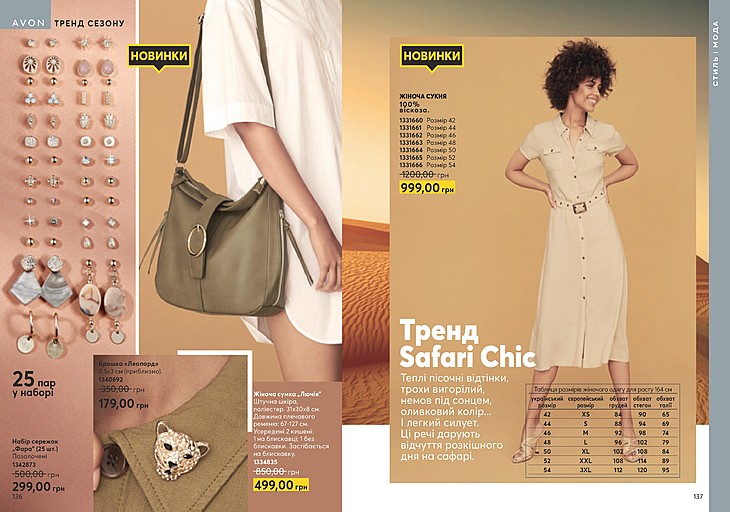 AVON ТРЕНД СЕЗОНУ
НОВИНКИ
25 пар
у наборі
Набір сережок
„Фаро" (25 шт.)
Позолочені
1342873
500,00 грн
299,00 грн
136
Брошка «Леопард»
3,5х3 см (приблизно).
1340692
350,00 грн
179,00 грн
Жіноча сумка „Лючія"
Штучна шкіра,
поліестер. 31х30х8 см.
Довжина плечового
ременю: 67-127 см.
Усередині 2 кишені:
1 на блискавці; 1 без
блискавки. Застібається
на блискавку.
1334835
850,00 грн
499,00 грн
НОВИНКИ
ЖІНОЧА СУКНЯ
100%
віскоза.
1331660 Розмір 42
1331661 Розмір 44
1331662 Розмір 46
1331663 Розмір 48
1331664 Розмір 50
1331665 Розмір 52
1331666 Розмір 54
1200,00 грн
999,00 грн
Тренд
Safari Chic
Теплі пісочні відтінки,
трохи вигорілий,
немов під сонцем,
оливковий колір...
І легкий силует.
Ці речі дарують
відчуття розкішного
дня на сафарі.
Таблиця розмірів жіночого одягу для росту 164 см
український розмір європейський розмір обхват грудей обхват стегон обхват талії
42 XS 84 90 65
44 S 88 94 69
46 M 92 98 74
48 L 96 102 79
50 XL 102 108 84
52 XXL 108 114 89
54 3XL 112 120 95
СТИЛЬ І МОДА
137